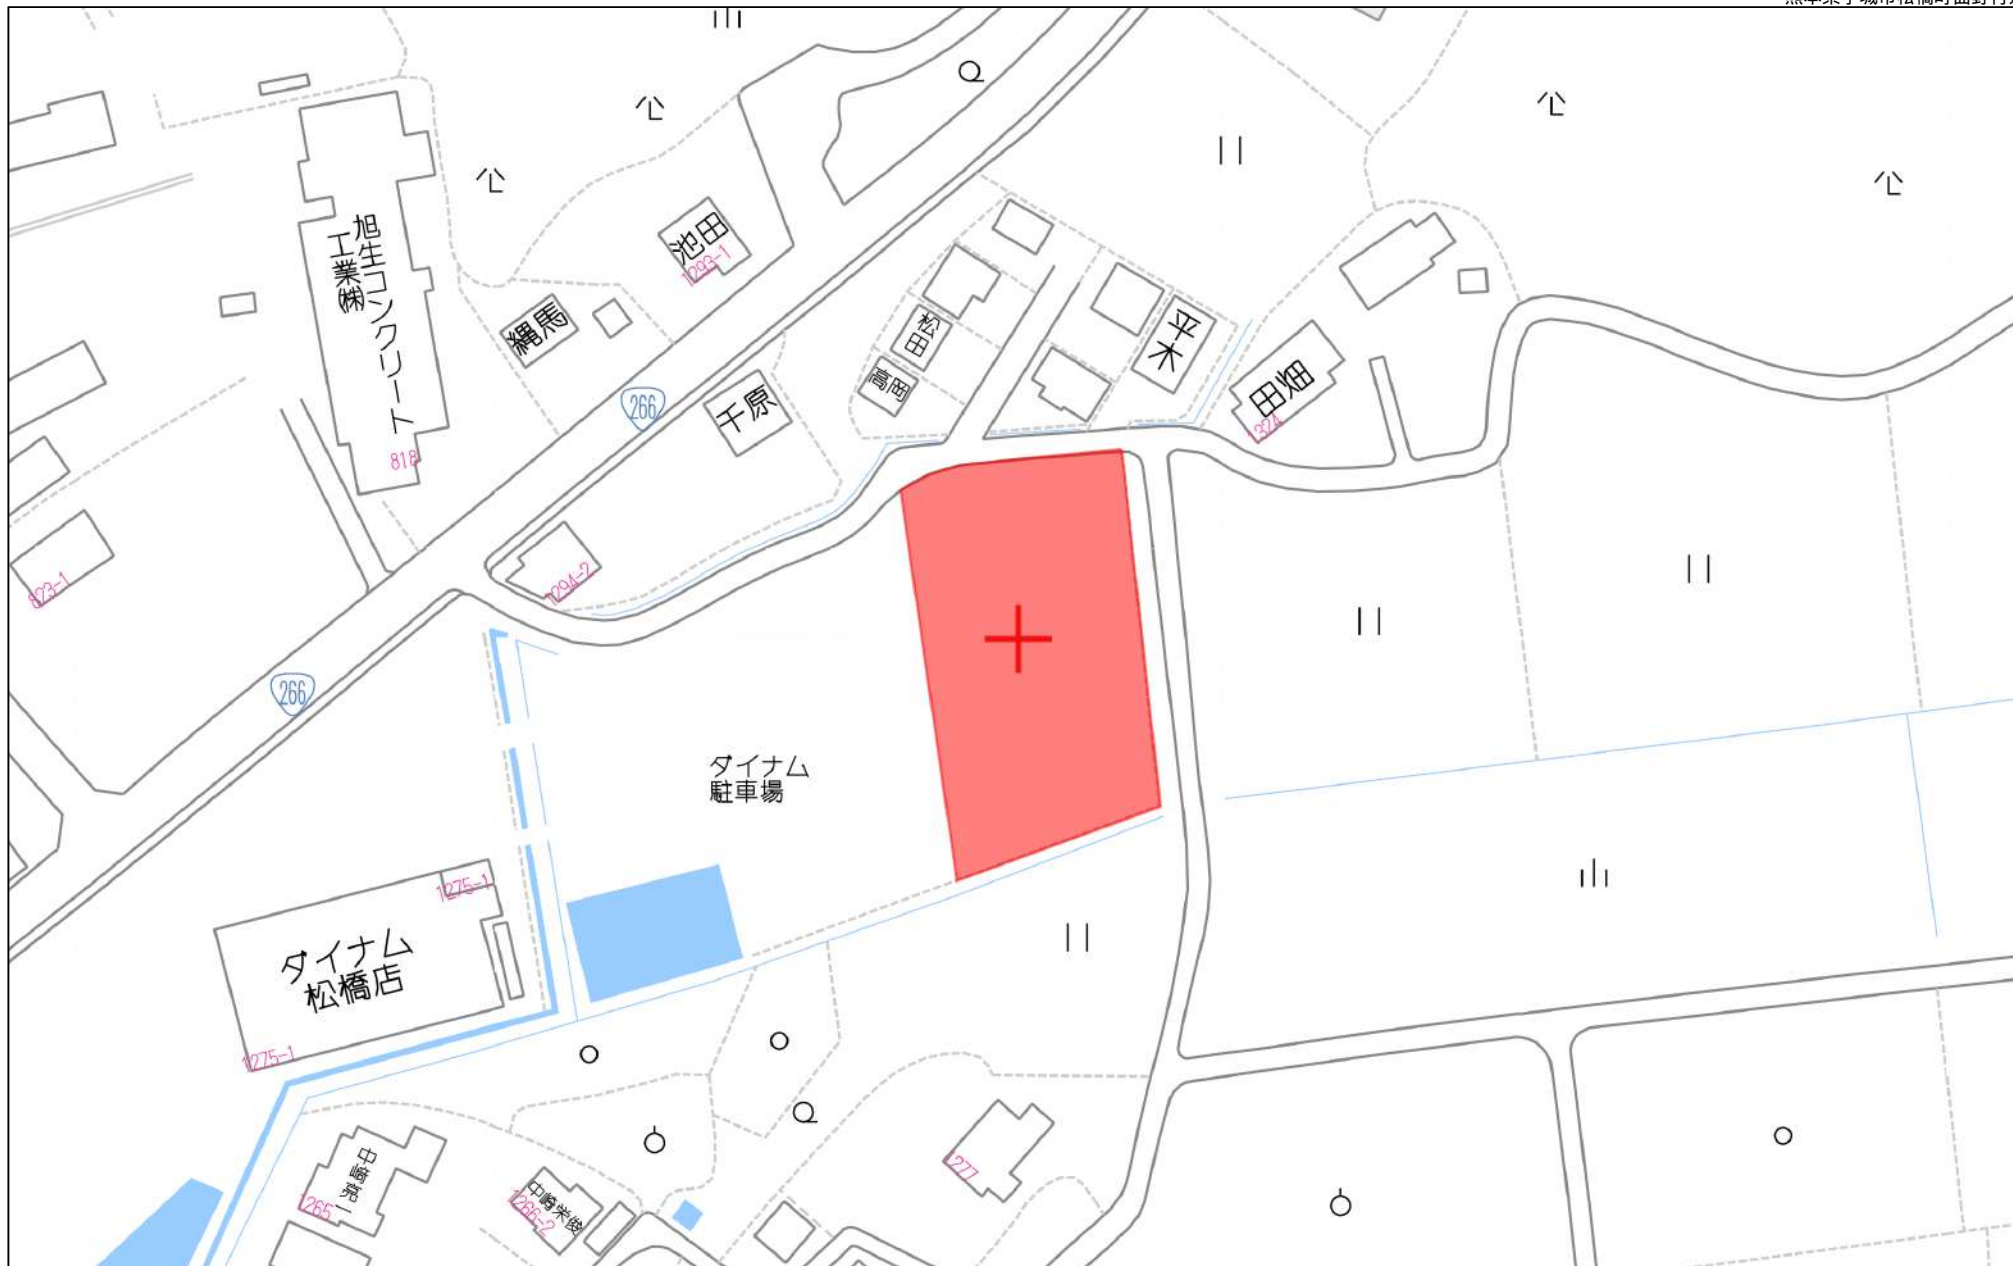 池田
1293-1
旭生コンクリート
工業㈱
818
縄馬
266
千原
松田
高岡
平木
田畑
1324
1294-2
823-1
266
ダイナム
駐車場
1275-1
ダイナム
松橋店
1275-1
1265
中崎栄俊
1266-2
1277